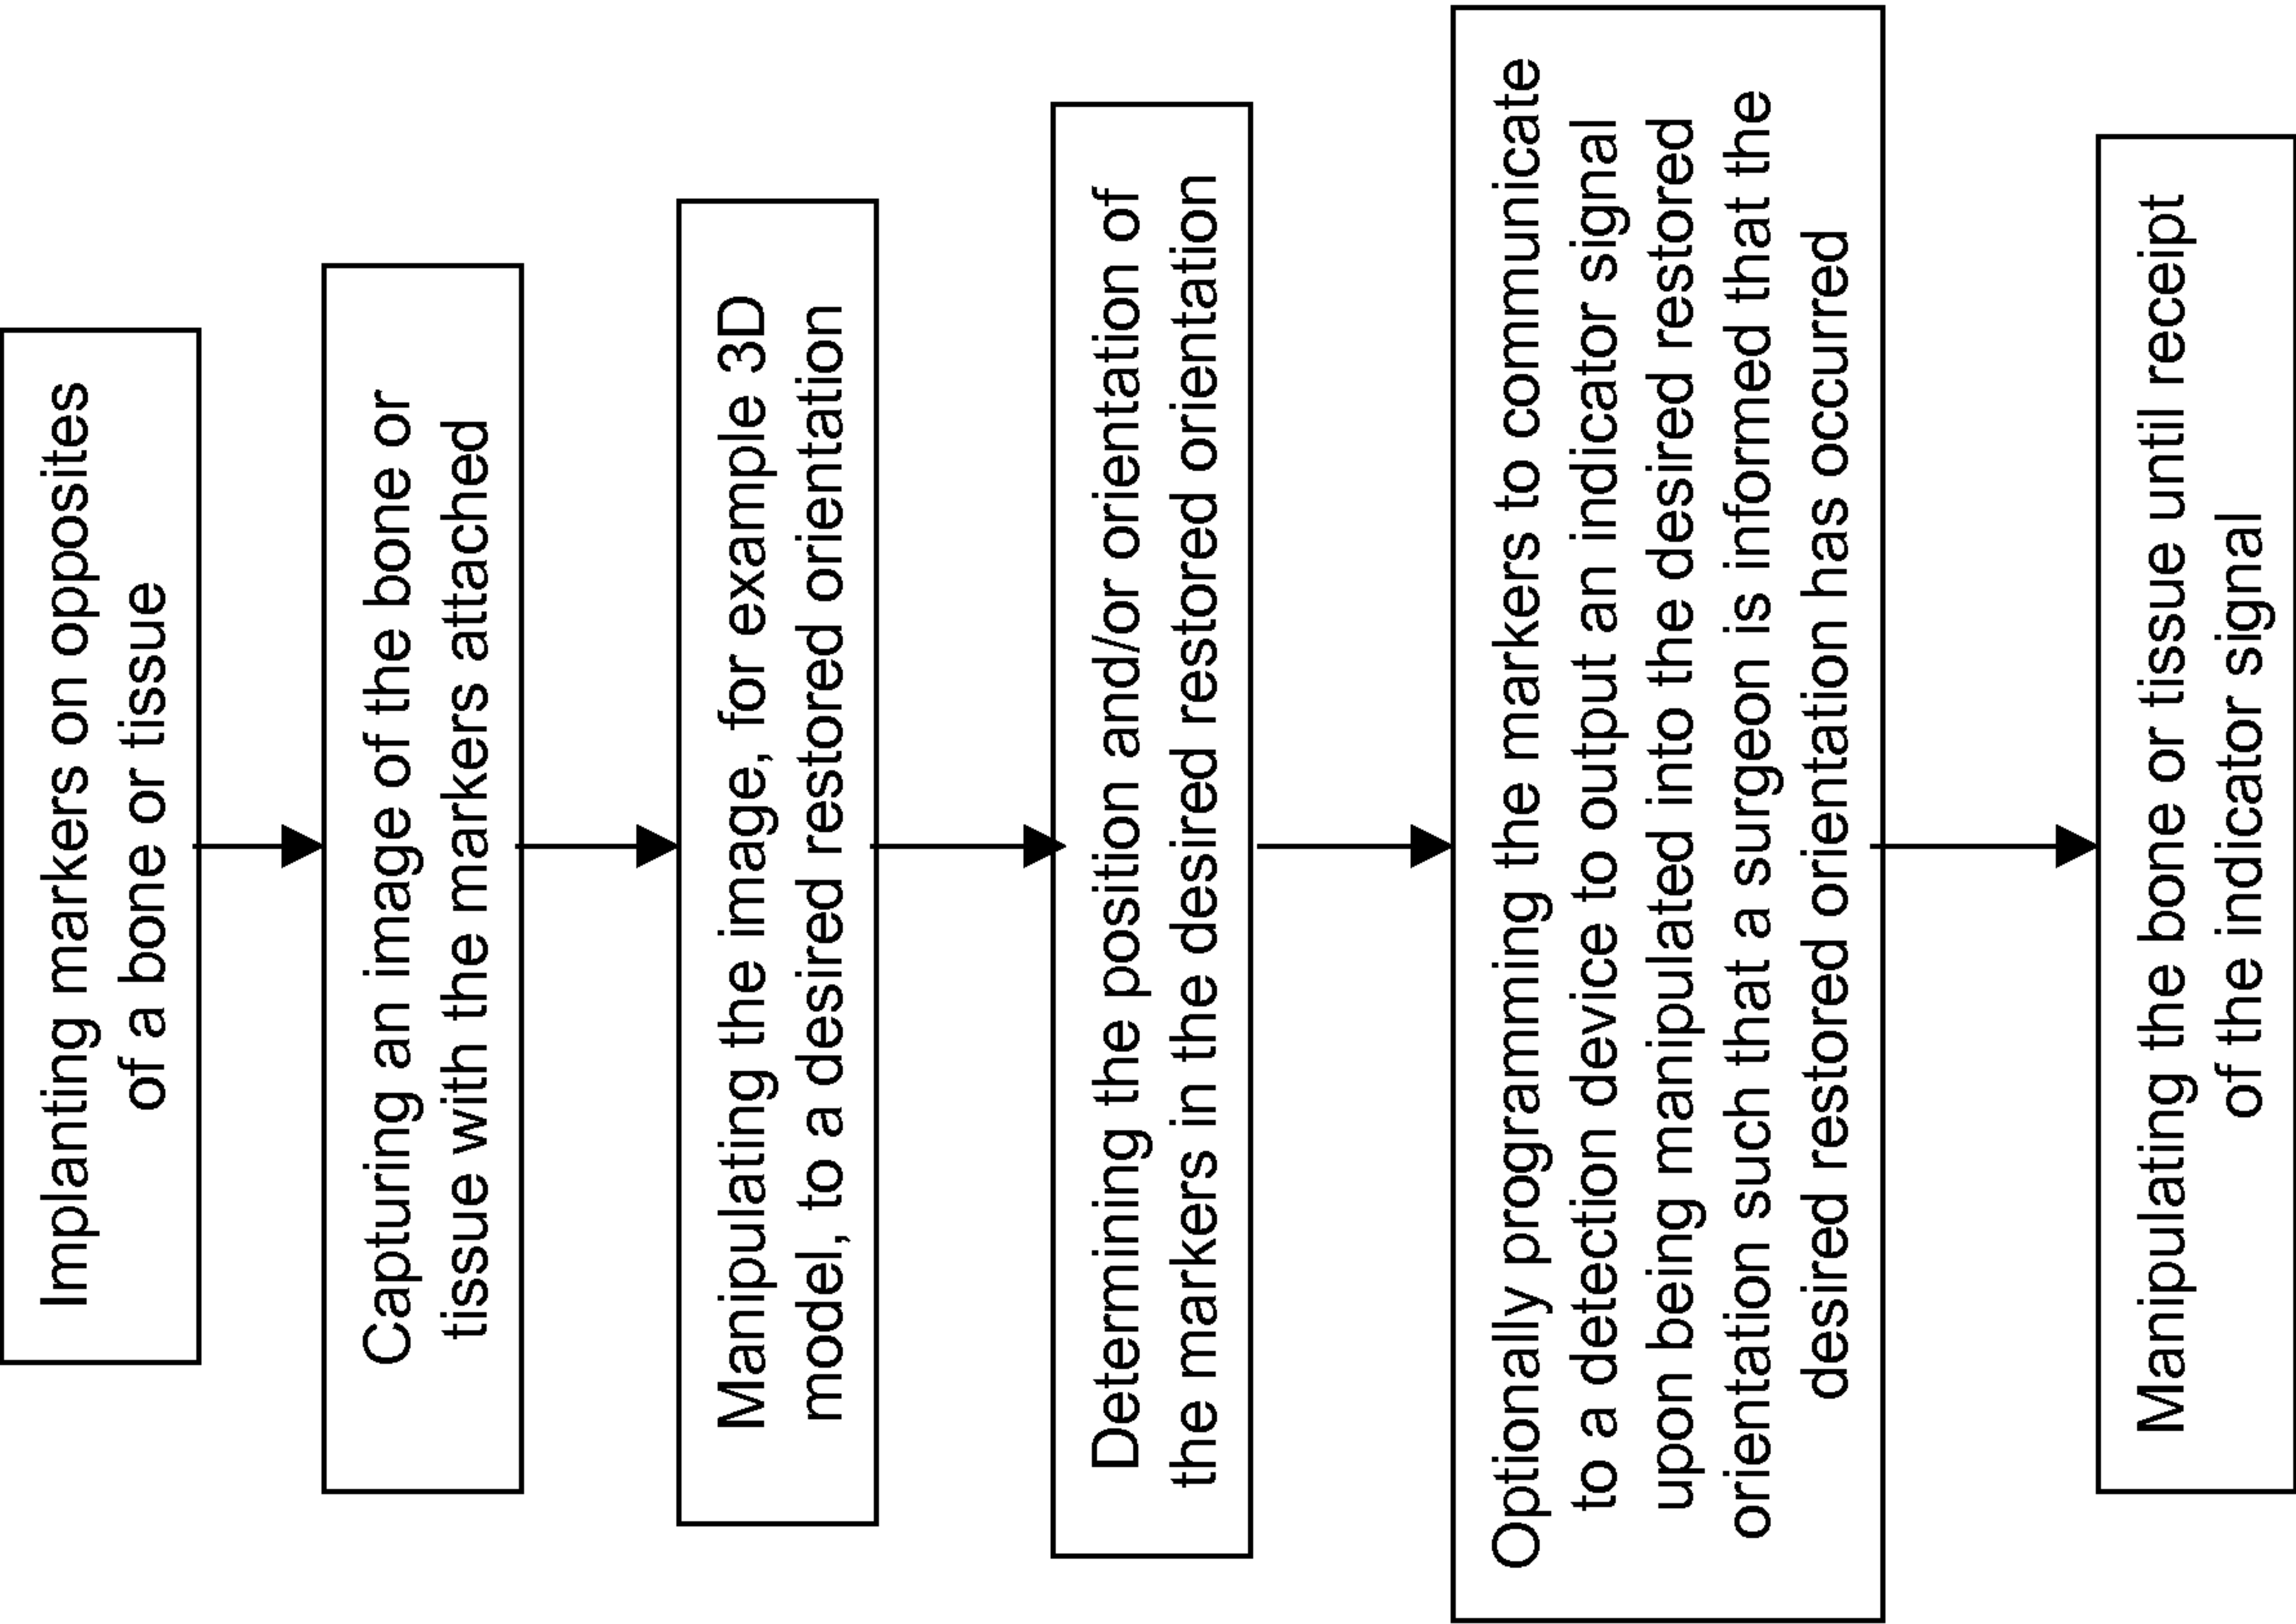 Implanting markers on opposites
of a bone or tissue
Capturing an image of the bone or
tissue with the markers attached
Manipulating the image, for example 3D
model, to a desired restored orientation
Determining the position and/or orientation of
the markers in the desired restored orientation
Optionally programming the markers to communicate
to a detection device to output an indicator signal
upon being manipulated into the desired restored
orientation such that a surgeon is informed that the
desired restored orientation has occurred
Manipulating the bone or tissue until receipt
of the indicator signal